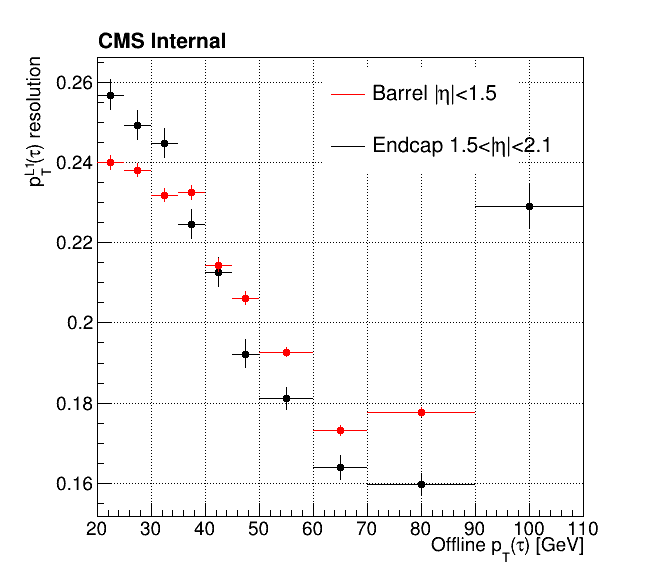 CMS Internal
p_T^L1(τ) resolution
0.26
0.24
0.22
0.2
0.18
0.16
Barrel |η|<1.5
Endcap 1.5<|η|<2.1
20 30 40 50 60 70 80 90 100 110
Offline p_T(τ) [GeV]